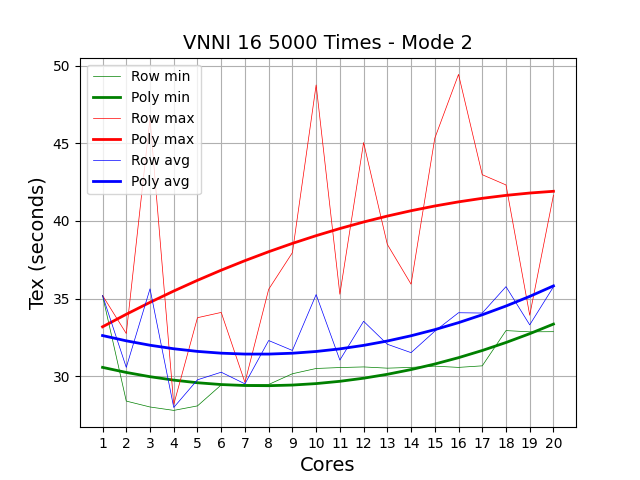 VNNI 16 5000 Times - Mode 2
Row min
Poly min
Row max
Poly max
Row avg
Poly avg
Tex (seconds)
50
45
40
35
30
1 2 3 4 5 6 7 8 9 10 11 12 13 14 15 16 17 18 19 20
Cores